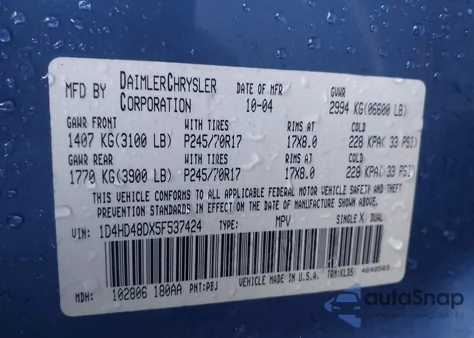 MFD BY DAIMLERCHRYSLER CORPORATION DATE OF MFR 10-04 GVWR 2994 KG(06600 LB)
GAWR FRONT WITH TIRES RIMS AT COLD
1407 KG(3100 LB) P245/70R17 17X8.0 228 KPA( 33 PSI)
GAWR REAR WITH TIRES RIMS AT COLD
1770 KG(3900 LB) P245/70R17 17X8.0 228 KPA( 33 PSI)
THIS VEHICLE CONFORMS TO ALL APPLICABLE FEDERAL MOTOR VEHICLE SAFETY AND THEFT
PREVENTION STANDARDS IN EFFECT ON THE DATE OF MANUFACTURE SHOWN ABOVE.
VIN: 1D4HD48DX5F537424 TYPE: MPV SINGLE X DUAL
VEHICLE MADE IN U.S.A. TRM:KLDS
MDH: 102806 180AA PNT:PBJ
autoSnap